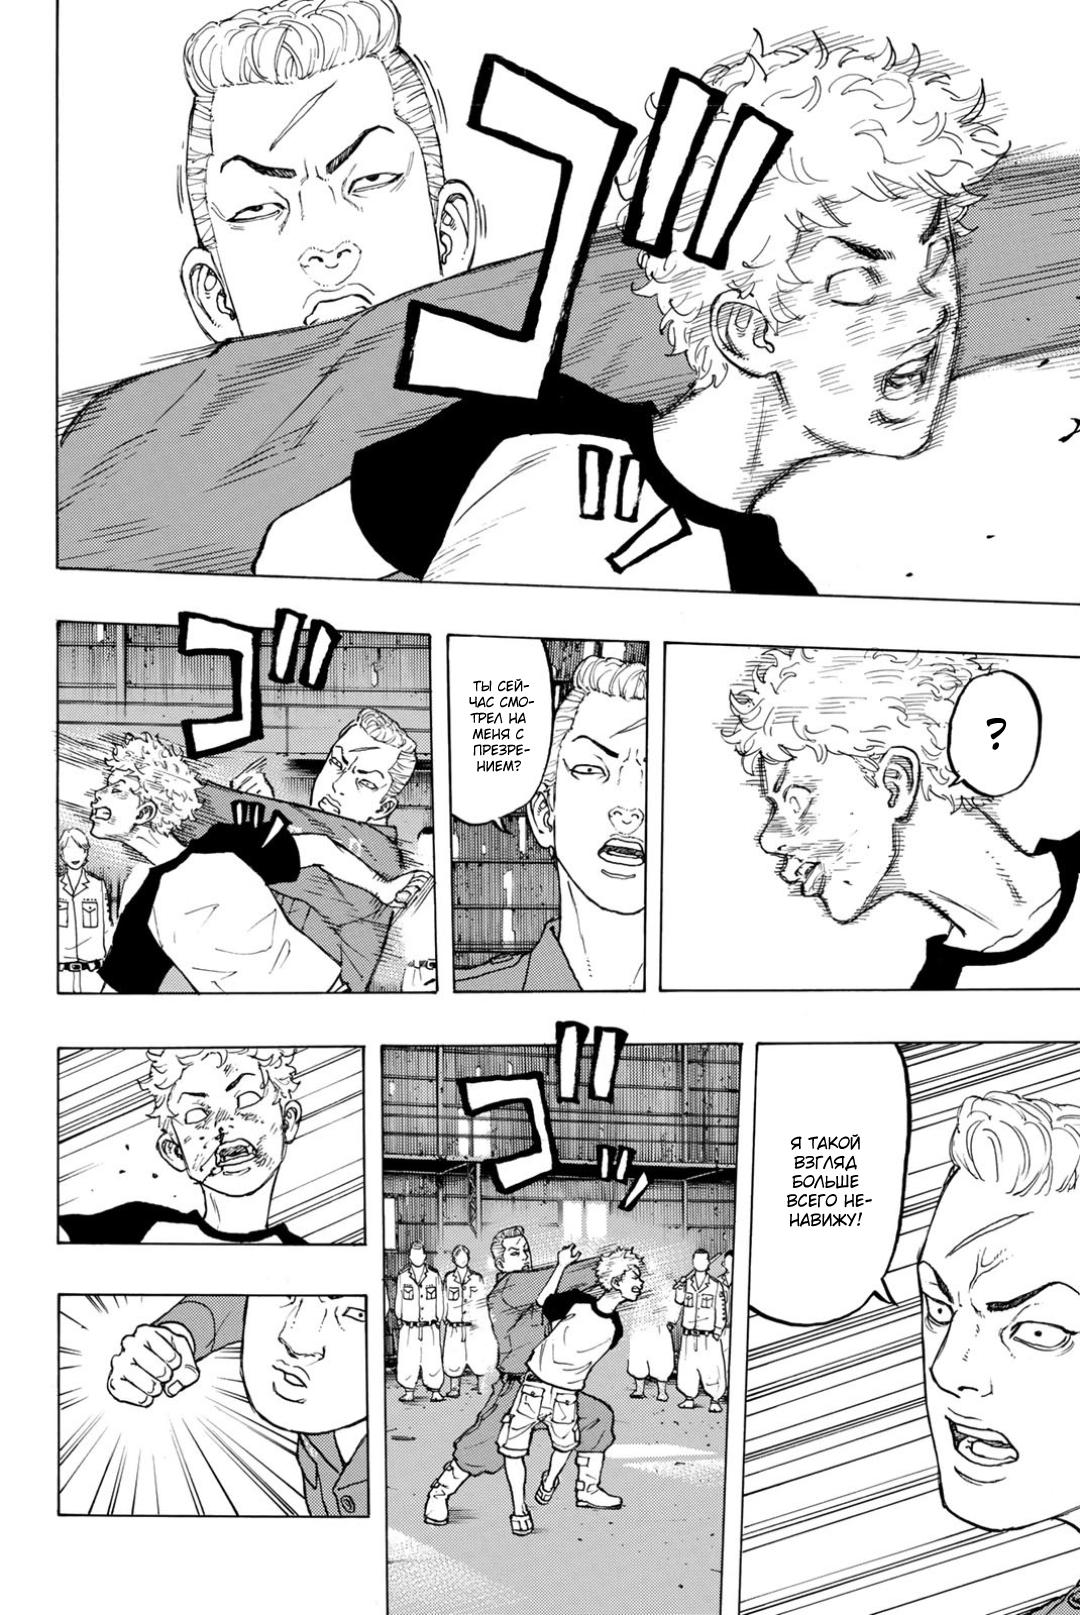 ゴッ
?
ТЫ СЕЙ-
ЧАС СМО-
ТРЕЛ НА
МЕНЯ С
ПРЕЗРЕ-
НИЕМ?
ゴッ
Я ТАКОЙ
ВЗГЛЯД
БОЛЬШЕ
ВСЕГО НЕ-
НАВИЖУ!
ゴッ